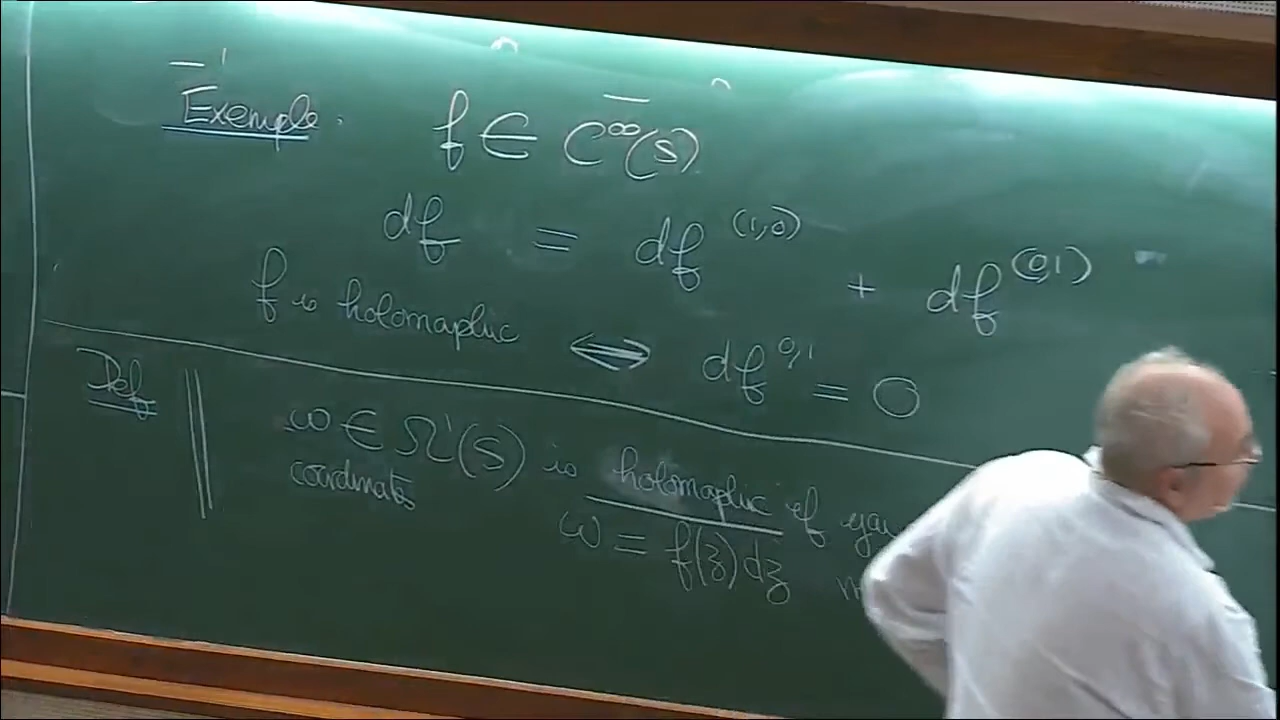 Exemple.
f ∈ C^∞(S)
df = df^(1,0) + df^(0,1)
f is holomorphic ⟺ df^0,1 = 0
Def
ω ∈ Ω^1(S) is holomorphic if
coordinates
ω = f(z)dz